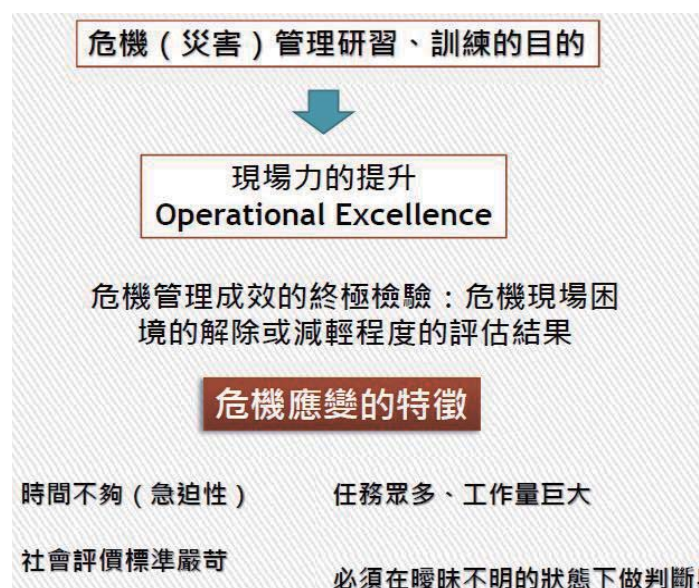 危機（災害）管理研習、訓練的目的
現場力的提升
Operational Excellence
危機管理成效的終極檢驗：危機現場困
境的解除或減輕程度的評估結果
危機應變的特徵
時間不夠（急迫性）
任務眾多、工作量巨大
社會評價標準嚴苛
必須在曖昧不明的狀態下做判斷